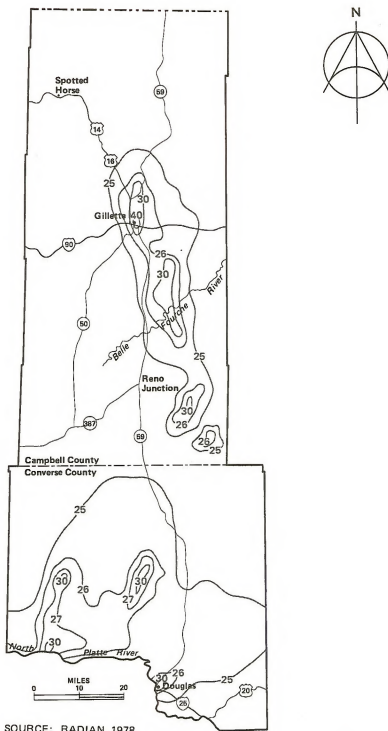 N
Spotted
Horse
59
14
16
25
30
Gillette
40
90
26
30
River
Fourche
50
Belle
25
Reno
Junction
30
387
26
59
26
25
Campbell County
Converse County
25
30
26
30
27
27
North
30
Platte River
26
30
25
MILES
Douglas
0 10 20
20
25
SOURCE: RADIAN 1978